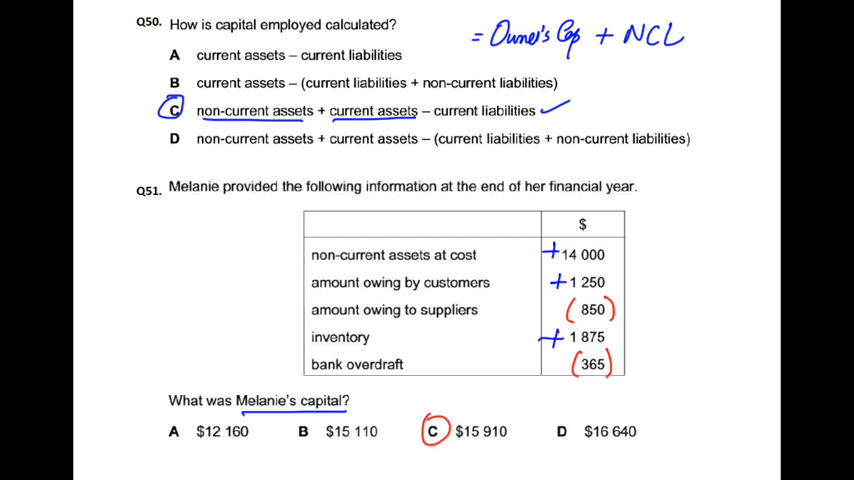 Q50. How is capital employed calculated?
= Owner's Cap + NCL
A current assets – current liabilities
B current assets – (current liabilities + non-current liabilities)
C non-current assets + current assets – current liabilities ✓
D non-current assets + current assets – (current liabilities + non-current liabilities)
Q51. Melanie provided the following information at the end of her financial year.
$
non-current assets at cost + 14 000
amount owing by customers + 1 250
amount owing to suppliers (850)
inventory + 1 875
bank overdraft (365)
What was Melanie's capital?
A $12 160 B $15 110 C $15 910 D $16 640